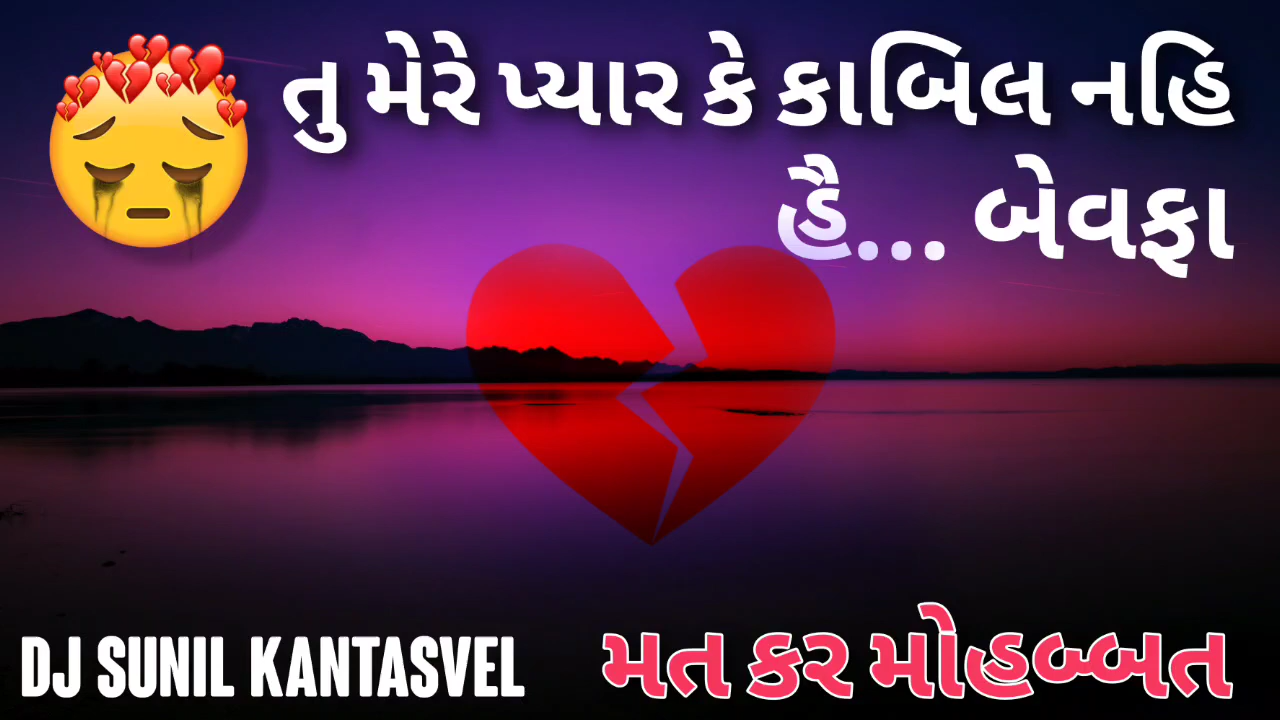 તુ મેરે પ્યાર કે કાબિલ નહિ
હૈ... બેવફા
DJ SUNIL KANTASVEL
મત કર મોહબ્બત